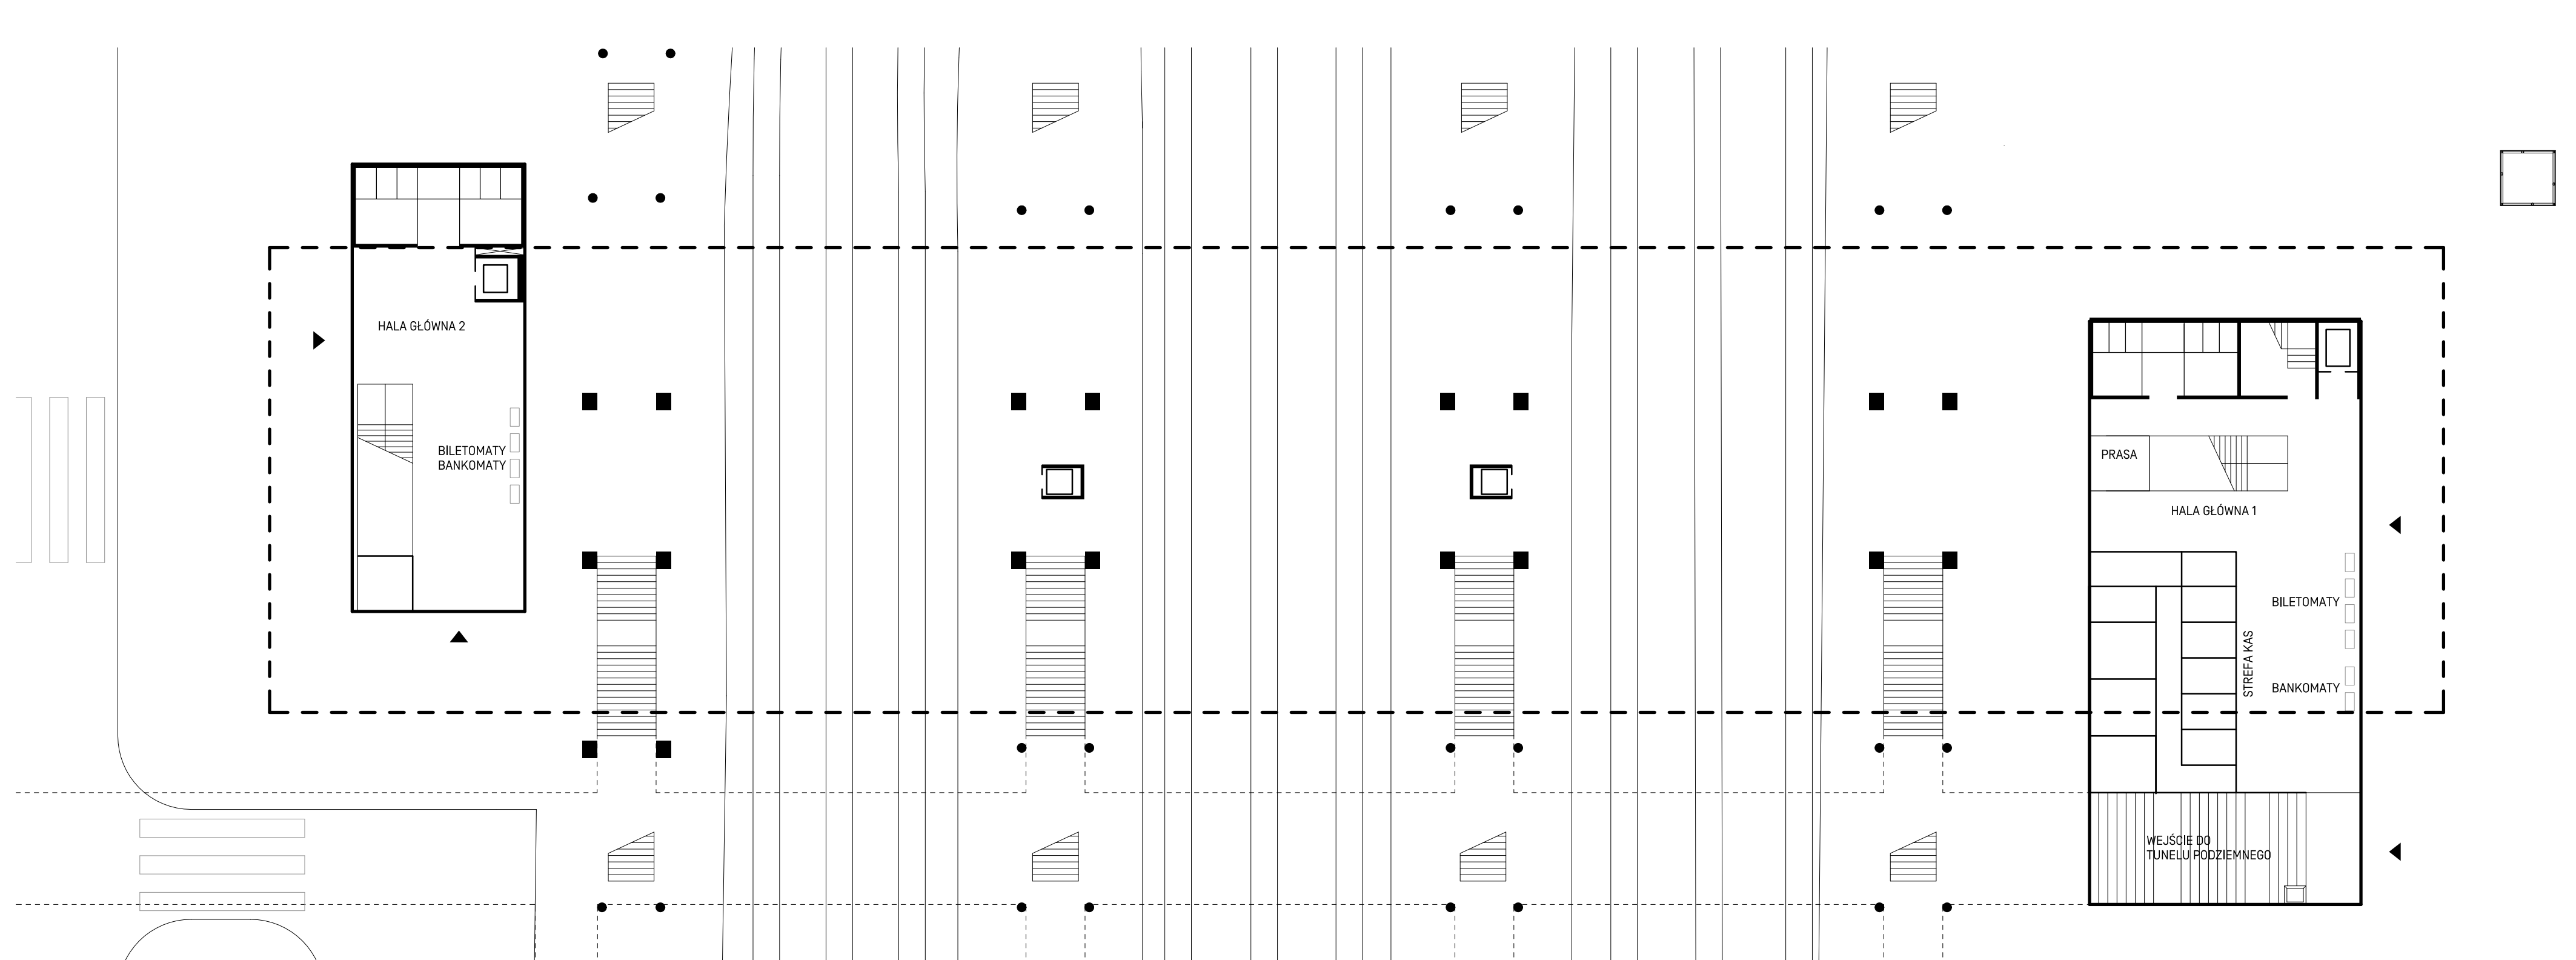 HALA GŁÓWNA 2
BILETOMATY
BANKOMATY
PRASA
HALA GŁÓWNA 1
BILETOMATY
STREFA KAS
BANKOMATY
WEJŚCIE DO
TUNELU PODZIEMNEGO